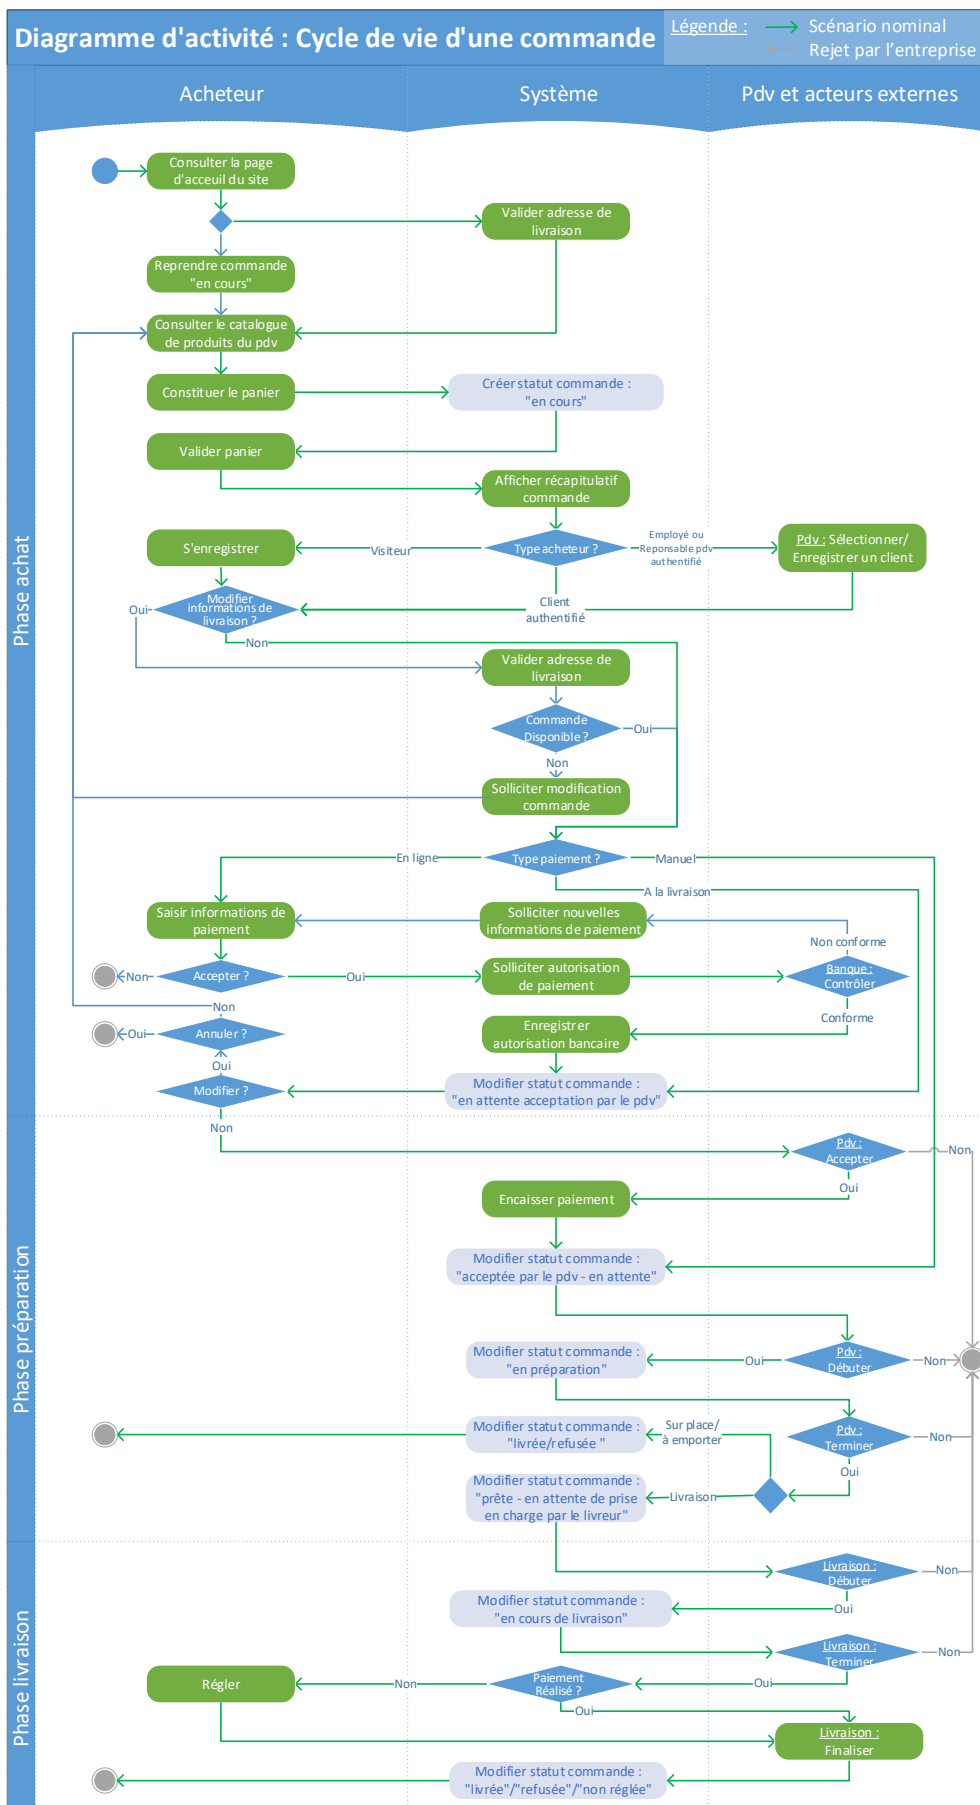 Diagramme d'activité : Cycle de vie d'une commande
Légende :
Scénario nominal
Rejet par l'entreprise
Acheteur
Système
Pdv et acteurs externes
Phase achat
Consulter la page
d'acceuil du site
Valider adresse de
livraison
Reprendre commande
"en cours"
Consulter le catalogue
de produits du pdv
Constituer le panier
Créer statut commande :
"en cours"
Valider panier
Afficher récapitulatif
commande
S'enregistrer
Visiteur
Type acheteur ?
Employé ou
Reponsable pdv
authentifié
Pdv : Sélectionner/
Enregistrer un client
Oui
Modifier
informations de
livraison ?
Client
authentifié
Non
Valider adresse de
livraison
Commande
Disponible ?
Oui
Non
Solliciter modification
commande
En ligne
Type paiement ?
Manuel
A la livraison
Saisir informations de
paiement
Solliciter nouvelles
informations de paiement
Non conforme
Non
Accepter ?
Oui
Solliciter autorisation
de paiement
Banque :
Contrôler
Non
Conforme
Oui
Annuler ?
Enregistrer
autorisation bancaire
Oui
Modifier ?
Modifier statut commande :
"en attente acceptation par le pdv"
Non
Phase préparation
Pdv :
Accepter
Non
Oui
Encaisser paiement
Modifier statut commande :
"acceptée par le pdv - en attente"
Modifier statut commande :
"en préparation"
Oui
Pdv :
Débuter
Non
Modifier statut commande :
"livrée/refusée "
Sur place/
à emporter
Pdv :
Terminer
Non
Oui
Modifier statut commande :
"prête - en attente de prise
en charge par le livreur"
Livraison
Phase livraison
Livraison :
Débuter
Non
Oui
Modifier statut commande :
"en cours de livraison"
Livraison :
Terminer
Non
Régler
Non
Paiement
Réalisé ?
Oui
Oui
Livraison :
Finaliser
Modifier statut commande :
"livrée"/"refusée"/"non réglée"